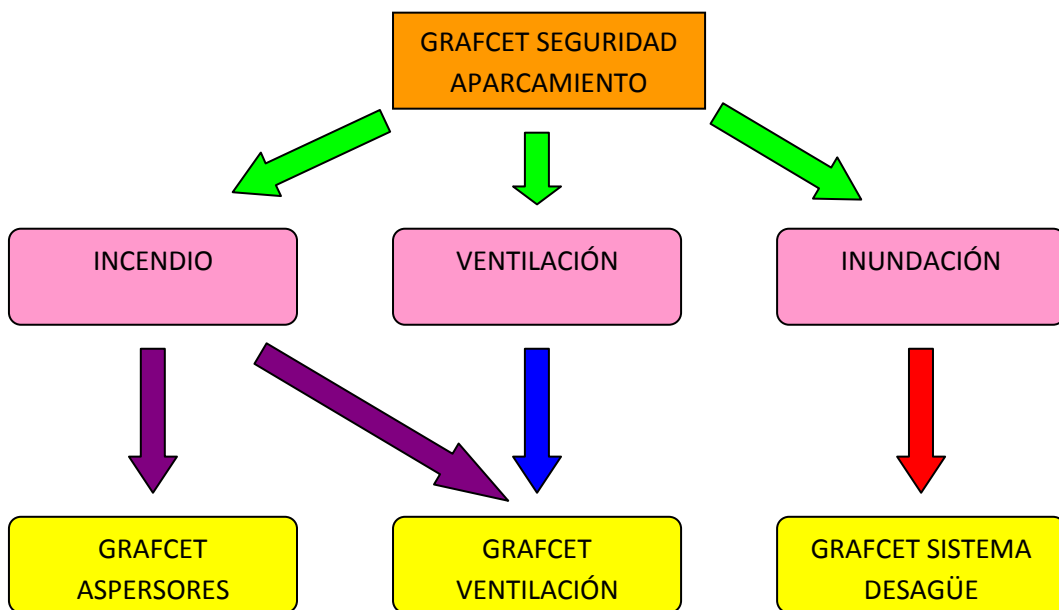 GRAFCET SEGURIDAD
APARCAMIENTO
INCENDIO
VENTILACIÓN
INUNDACIÓN
GRAFCET
ASPERSORES
GRAFCET
VENTILACIÓN
GRAFCET SISTEMA
DESAGÜE